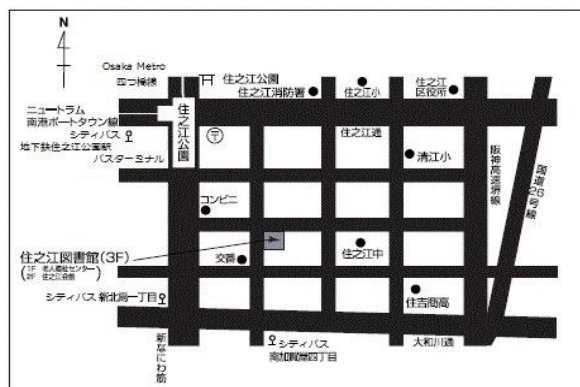 N
Osaka Metro
四つ橋線
住之江公園
住之江消防署
住之江小
住之江
区役所
ニュートラム
南港ポートタウン線
シティバス
地下鉄住之江公園駅
バスターミナル
住之江公園
〒
住之江通
清江小
阪神高速堺線
国道26号線
コンビニ
住之江図書館(3F)
(1F 老人福祉センター
2F 住之江会館)
交番
住之江中
シティバス 新北島一丁目
住吉商高
新なにわ筋
シティバス
南加賀屋四丁目
大和川通